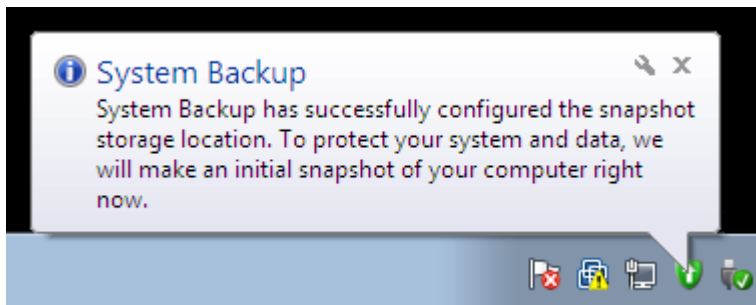 System Backup
System Backup has successfully configured the snapshot
storage location. To protect your system and data, we
will make an initial snapshot of your computer right
now.